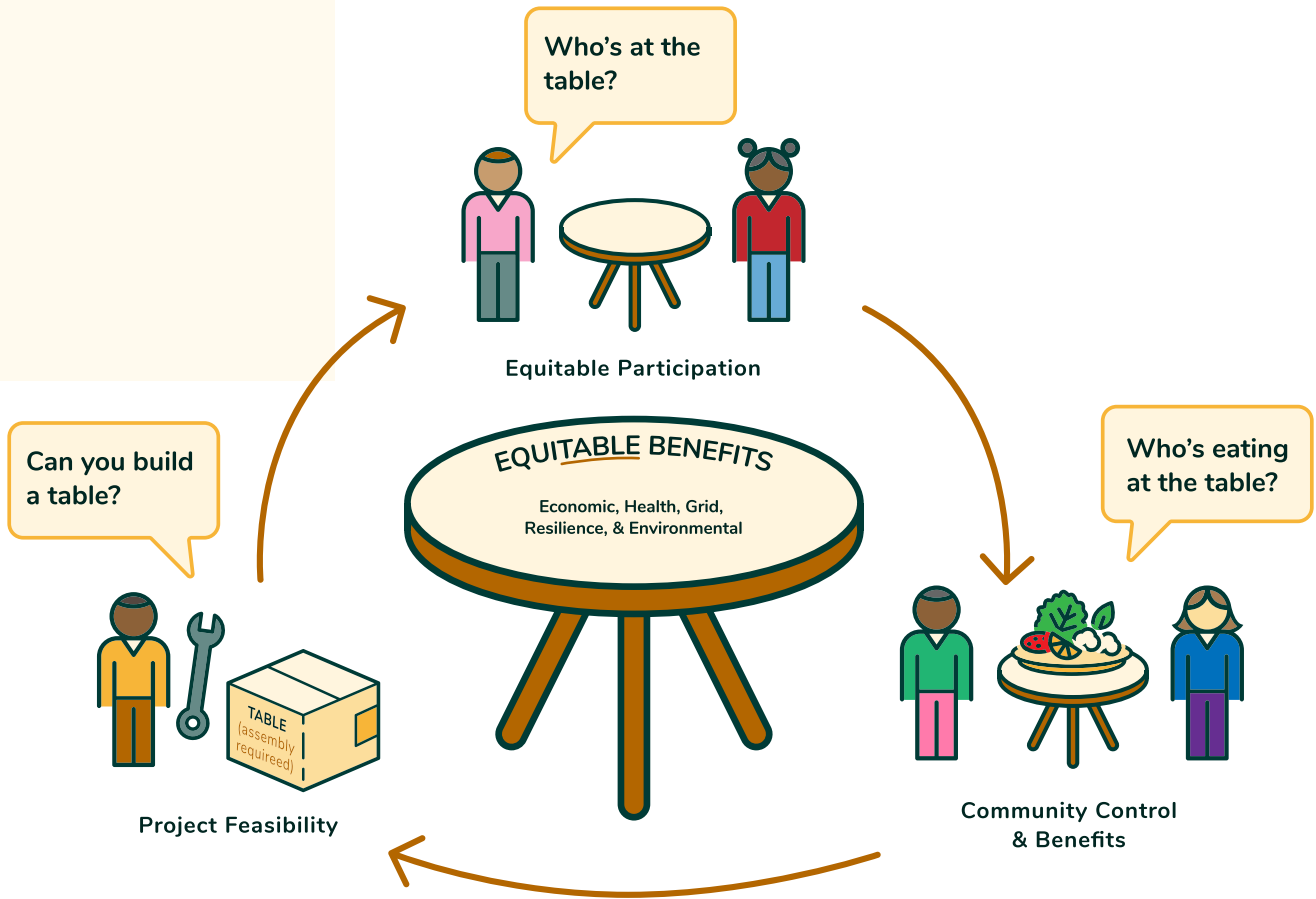 Who's at the
table?
Equitable Participation
Can you build
a table?
EQUITABLE BENEFITS
Economic, Health, Grid,
Resilience, & Environmental
Who's eating
at the table?
TABLE
(assembly
requireed)
Project Feasibility
Community Control
& Benefits